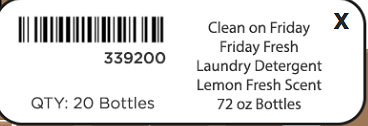 339200
QTY: 20 Bottles
X
Clean on Friday
Friday Fresh
Laundry Detergent
Lemon Fresh Scent
72 oz Bottles